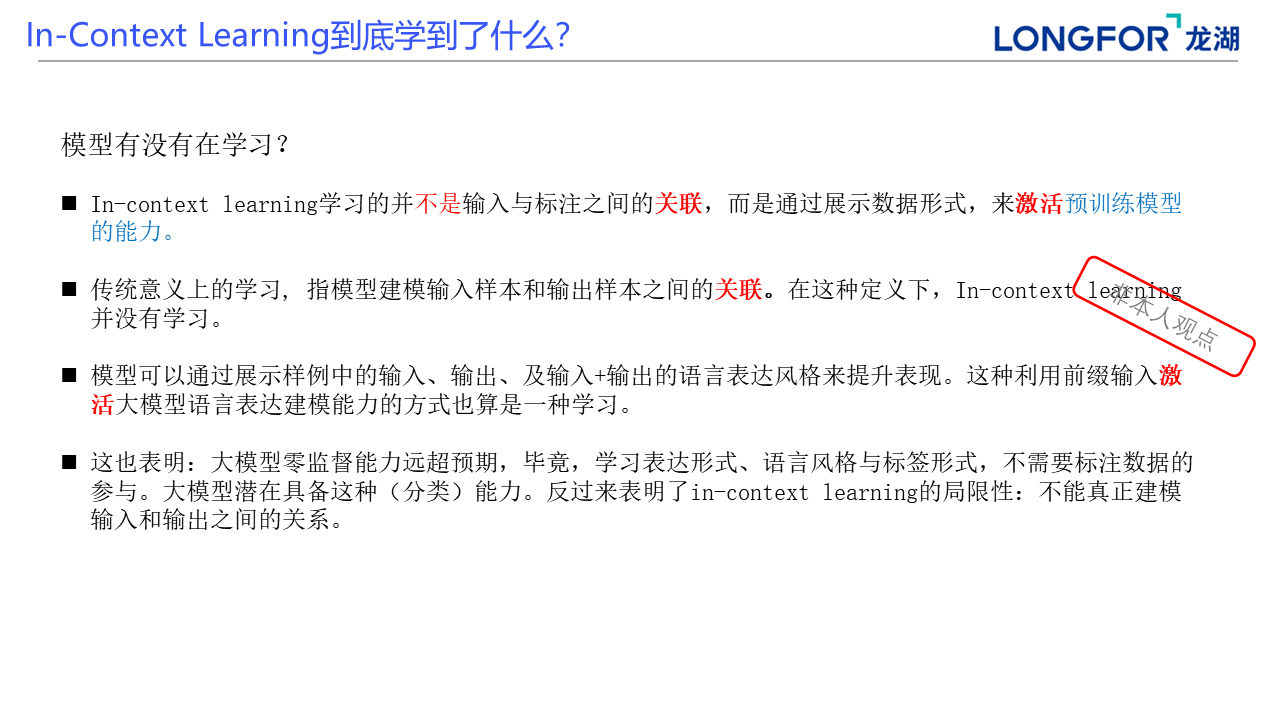 In-Context Learning到底学到了什么？
LONGFOR 龙湖
模型有没有在学习？
■ In-context learning学习的并不是输入与标注之间的关联，而是通过展示数据形式，来激活预训练模型
的能力。
■ 传统意义上的学习, 指模型建模输入样本和输出样本之间的关联。在这种定义下，In-context learning
并没有学习。
非本人观点
■ 模型可以通过展示样例中的输入、输出、及输入+输出的语言表达风格来提升表现。这种利用前缀输入激
活大模型语言表达建模能力的方式也算是一种学习。
■ 这也表明：大模型零监督能力远超预期，毕竟，学习表达形式、语言风格与标签形式，不需要标注数据的
参与。大模型潜在具备这种（分类）能力。反过来表明了in-context learning的局限性：不能真正建模
输入和输出之间的关系。